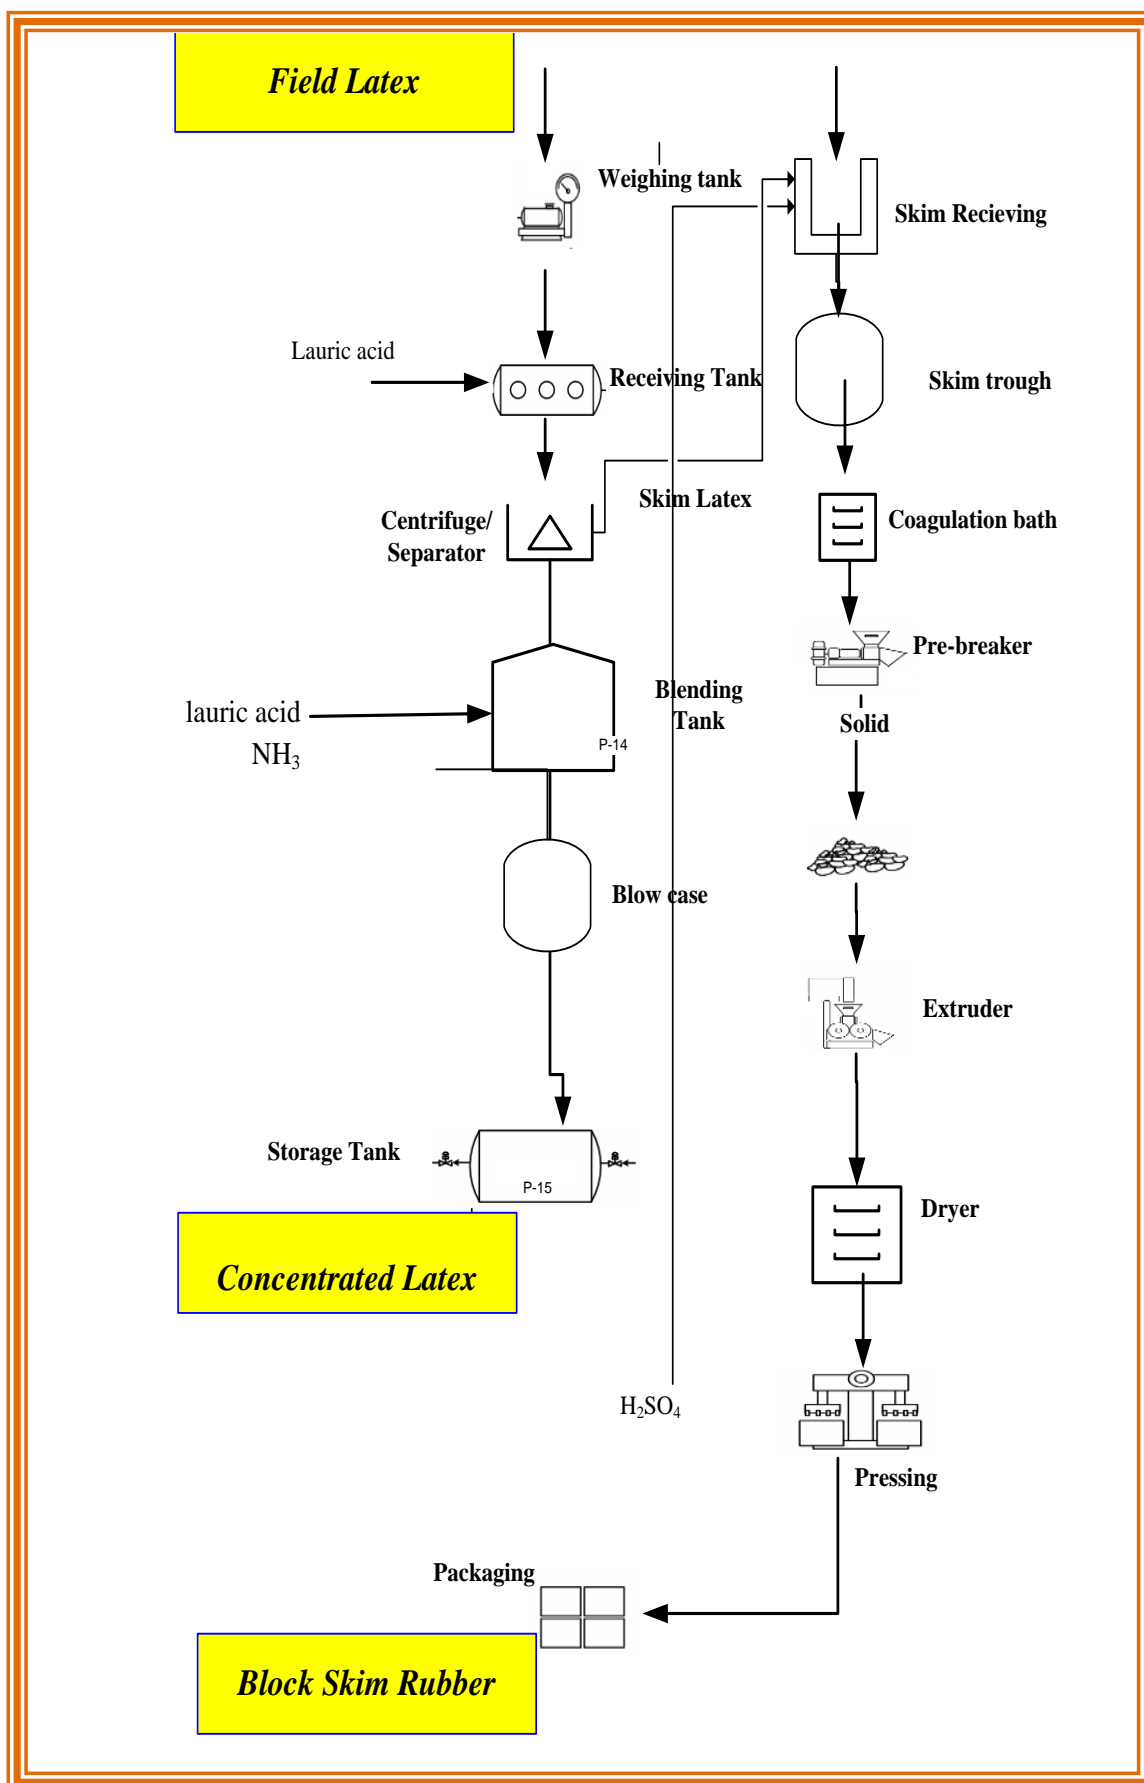 Field Latex
Weighing tank
Skim Recieving
Lauric acid
Receiving Tank
Skim trough
Skim Latex
Centrifuge/
Separator
Coagulation bath
Pre-breaker
Blending
Tank
lauric acid
NH₃
P-14
Solid
Blow case
Extruder
Storage Tank
P-15
Dryer
Concentrated Latex
H₂SO₄
Pressing
Packaging
Block Skim Rubber